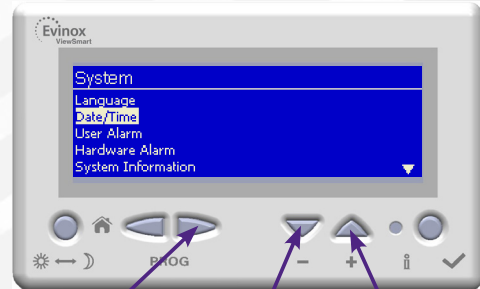 Evinox
ViewSmart
System
Language
Date/Time
User Alarm
Hardware Alarm
System Information
PROG
− + i